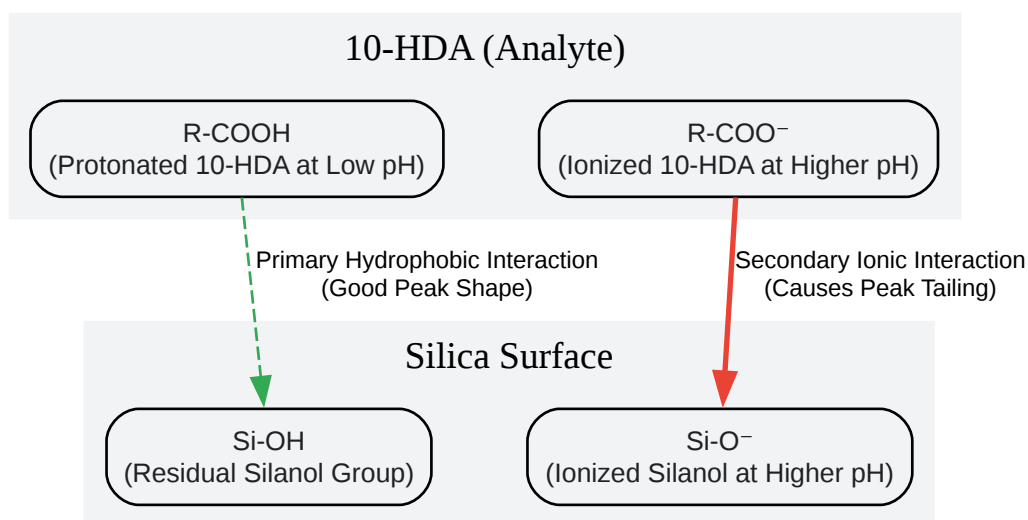 10-HDA (Analyte)
R-COOH
(Protonated 10-HDA at Low pH)
R-COO⁻
(Ionized 10-HDA at Higher pH)
Primary Hydrophobic Interaction
(Good Peak Shape)
Secondary Ionic Interaction
(Causes Peak Tailing)
Silica Surface
Si-OH
(Residual Silanol Group)
Si-O⁻
(Ionized Silanol at Higher pH)